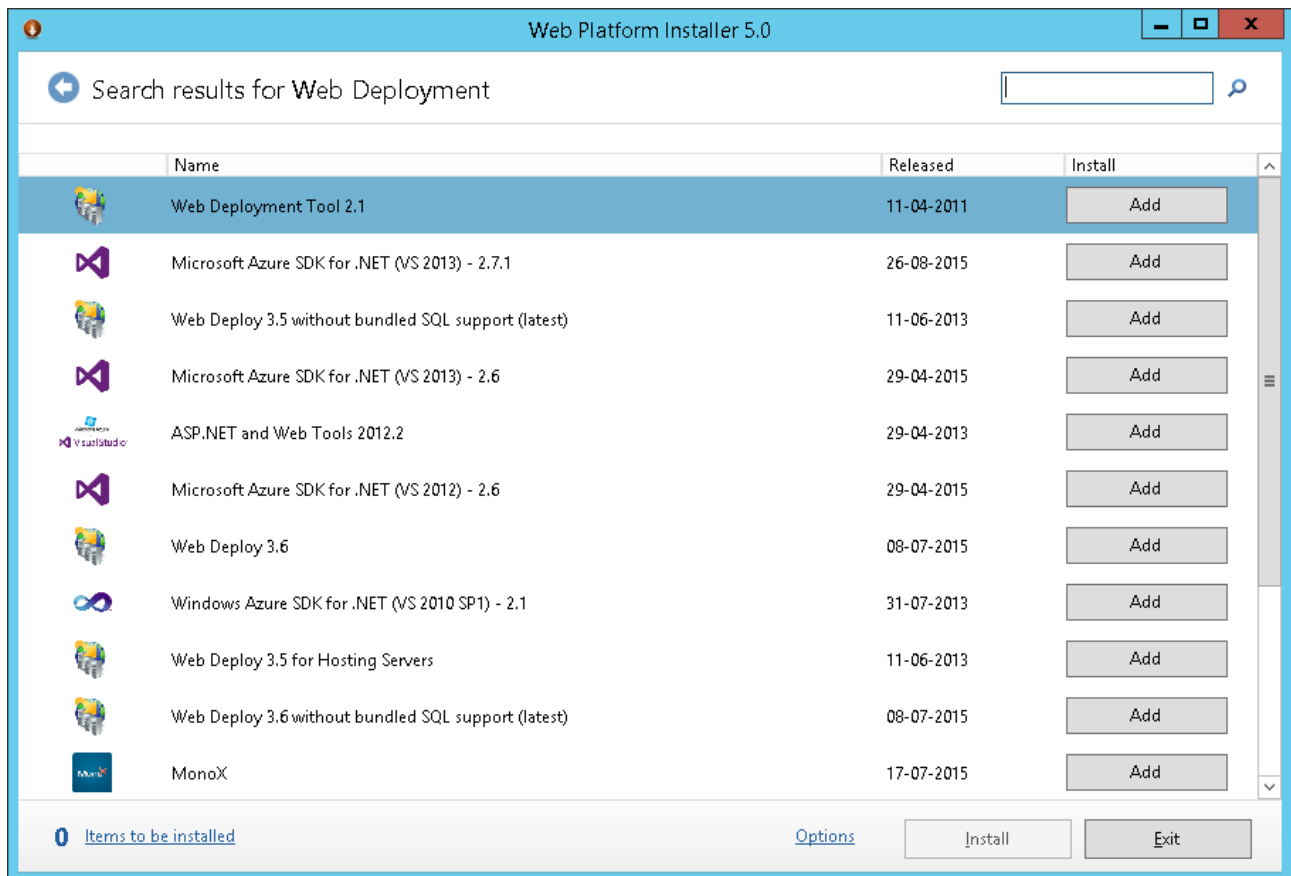 Web Platform Installer 5.0
Search results for Web Deployment
Name Released Install
Web Deployment Tool 2.1 11-04-2011 Add
Microsoft Azure SDK for .NET (VS 2013) - 2.7.1 26-08-2015 Add
Web Deploy 3.5 without bundled SQL support (latest) 11-06-2013 Add
Microsoft Azure SDK for .NET (VS 2013) - 2.6 29-04-2015 Add
VisualStudio ASP.NET and Web Tools 2012.2 29-04-2013 Add
Microsoft Azure SDK for .NET (VS 2012) - 2.6 29-04-2015 Add
Web Deploy 3.6 08-07-2015 Add
Windows Azure SDK for .NET (VS 2010 SP1) - 2.1 31-07-2013 Add
Web Deploy 3.5 for Hosting Servers 11-06-2013 Add
Web Deploy 3.6 without bundled SQL support (latest) 08-07-2015 Add
MonoX MonoX 17-07-2015 Add
0 Items to be installed Options Install Exit